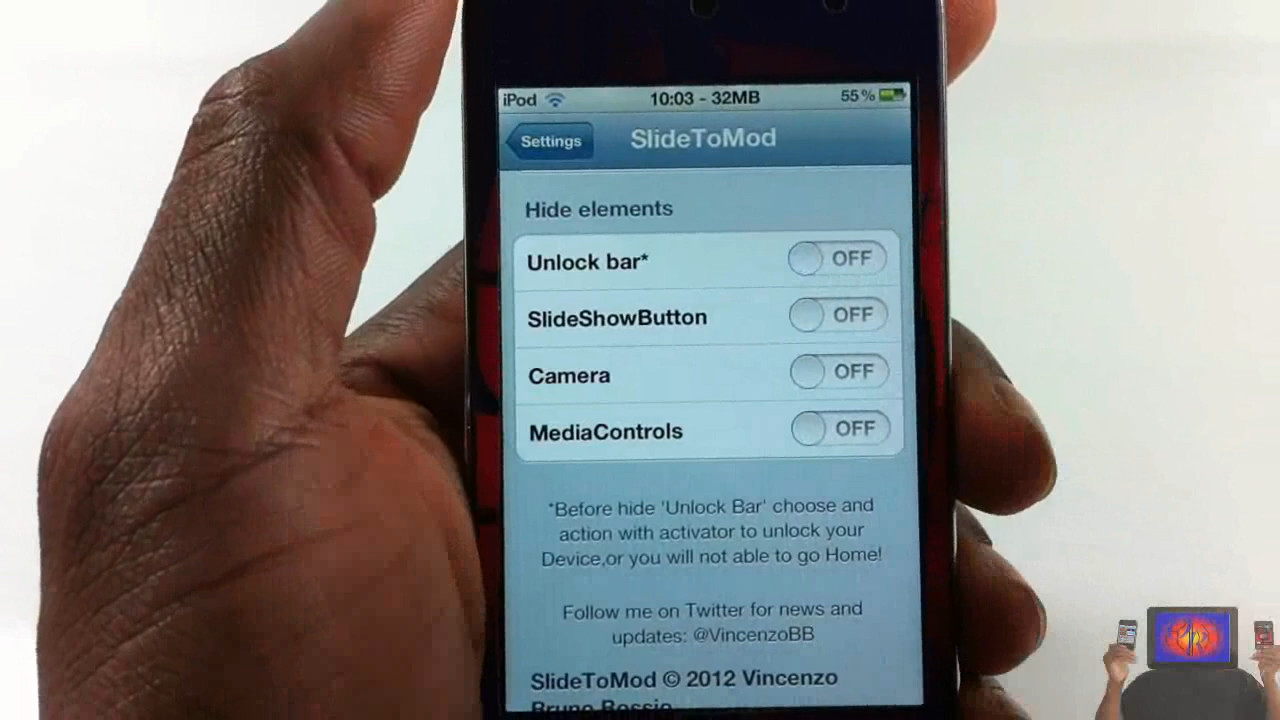 iPod 10:03 - 32MB 55%
Settings SlideToMod
Hide elements
Unlock bar* OFF
SlideShowButton OFF
Camera OFF
MediaControls OFF
*Before hide 'Unlock Bar' choose and
action with activator to unlock your
Device,or you will not able to go Home!
Follow me on Twitter for news and
updates: @VincenzoBB
SlideToMod © 2012 Vincenzo
Bruno Bossio